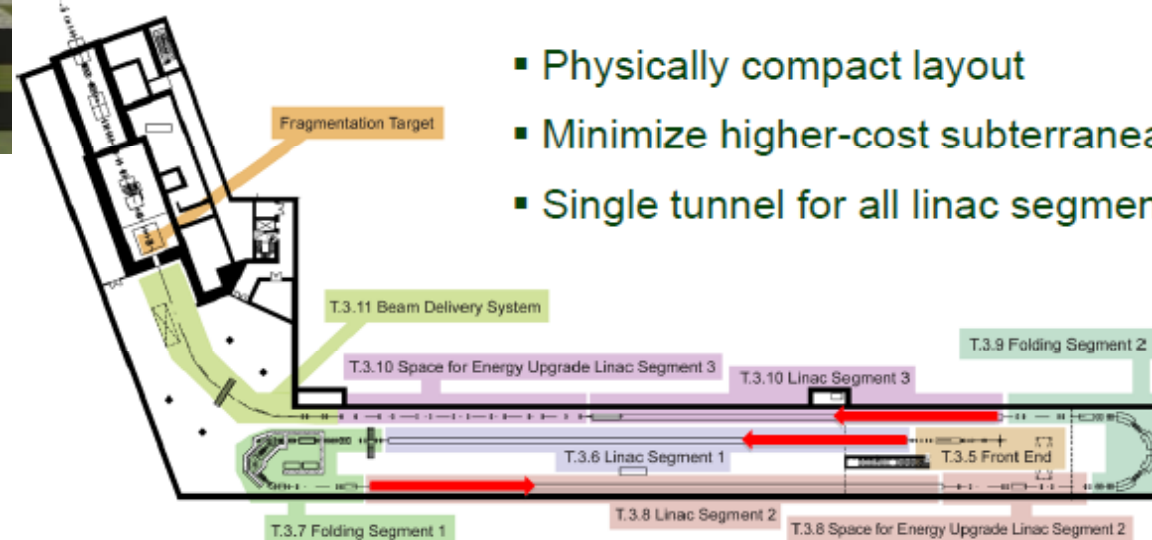 ▪ Physically compact layout
▪ Minimize higher-cost subterranea
▪ Single tunnel for all linac segmen
Fragmentation Target
T.3.11 Beam Delivery System
T.3.9 Folding Segment 2
T.3.10 Space for Energy Upgrade Linac Segment 3
T.3.10 Linac Segment 3
T.3.6 Linac Segment 1
T.3.5 Front End
T.3.8 Linac Segment 2
T.3.7 Folding Segment 1
T.3.8 Space for Energy Upgrade Linac Segment 2